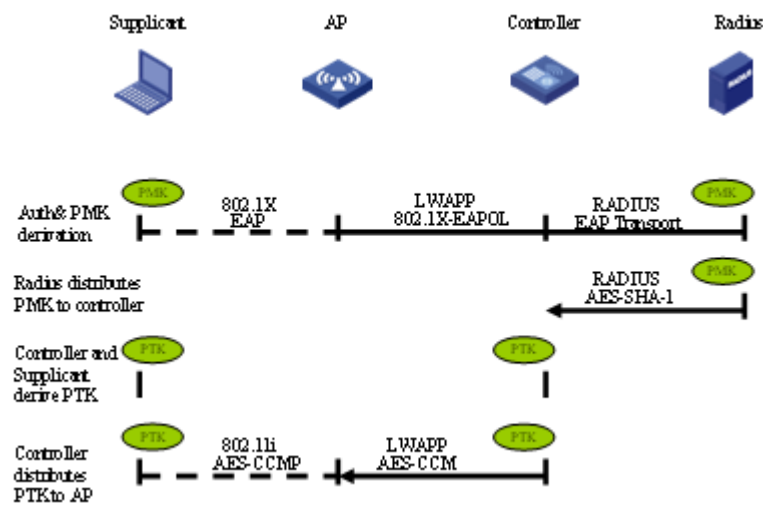 Supplicant
AP
Controller
Radius
RADIUS
PMK
PMK
Auth& PMK
derivation
802.1X
EAP
LWAPP
802.1X-EAPOL
RADIUS
EAP Transport
Radius distributes
PMK to controller
RADIUS
AES-SHA-1
PMK
Controller and
Supplicant
derive PTK
PTK
PTK
Controller
distributes
PTK to AP
PTK
802.11i
AES-CCMP
LWAPP
AES-CCM
PTK